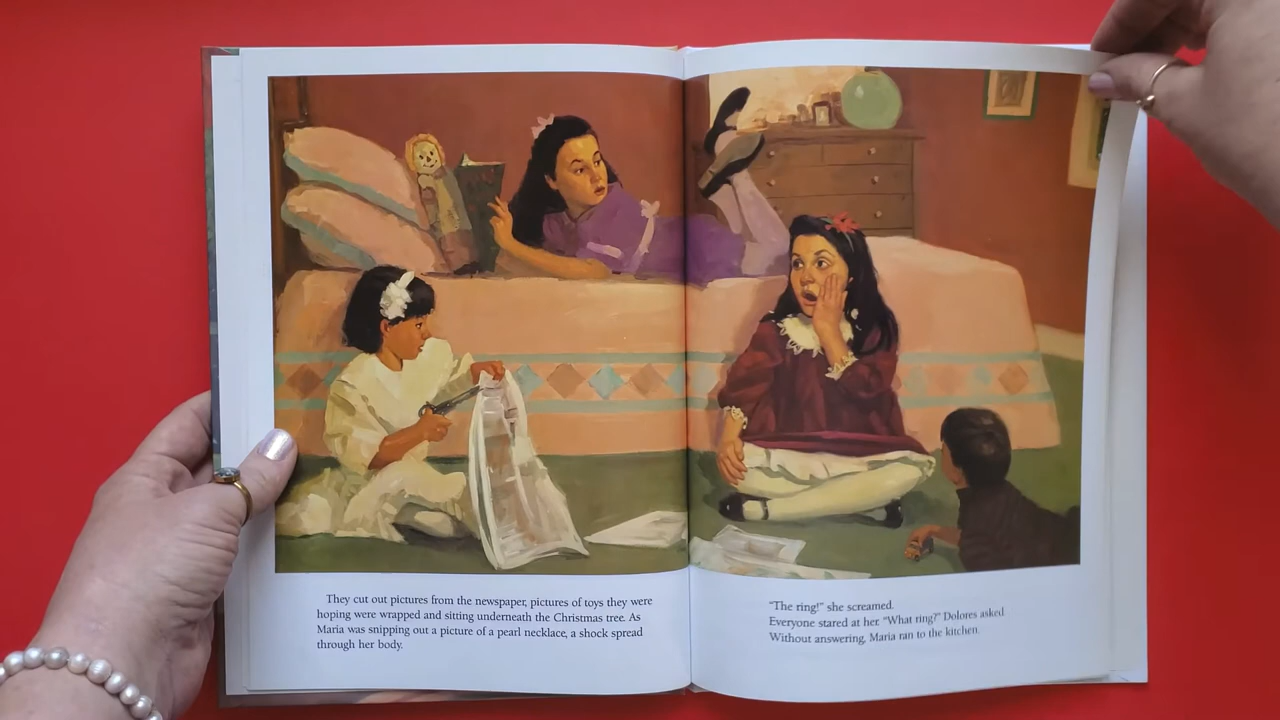 They cut out pictures from the newspaper, pictures of toys they were
hoping were wrapped and sitting underneath the Christmas tree. As
Maria was snipping out a picture of a pearl necklace, a shock spread
through her body.
"The ring!" she screamed.
Everyone stared at her. "What ring?" Dolores asked
Without answering, Maria ran to the kitchen.